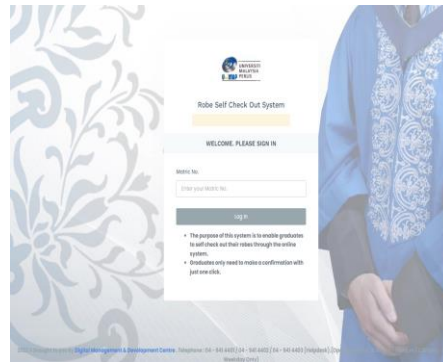 UNIVERSITI
MALAYSIA
PERLIS
Robe Self Check Out System
WELCOME, PLEASE SIGN IN
Matric No.
Enter your Matric No.
Log In
The purpose of this system is to enable graduates
to self check out their robes through the online
system.
Graduates only need to make a confirmation with
just one click.
Digital Management & Development Centre